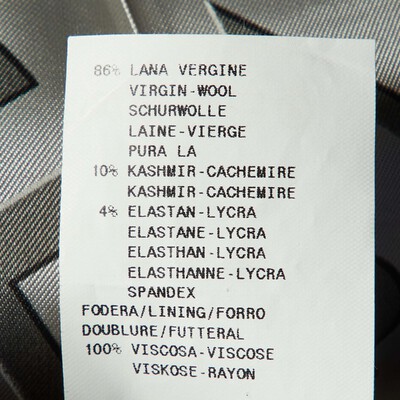 86% LANA VERGINE
VIRGIN-WOOL
SCHURWOLLE
LAINE-VIERGE
PURA LA
10% KASHMIR-CACHEMIRE
KASHMIR-CACHEMIRE
4% ELASTAN-LYCRA
ELASTANE-LYCRA
ELASTHAN-LYCRA
ELASTHANNE-LYCRA
SPANDEX
FODERA/LINING/FORRO
DOUBLURE/FUTTERAL
100% VISCOSA-VISCOSE
VISKOSE-RAYON